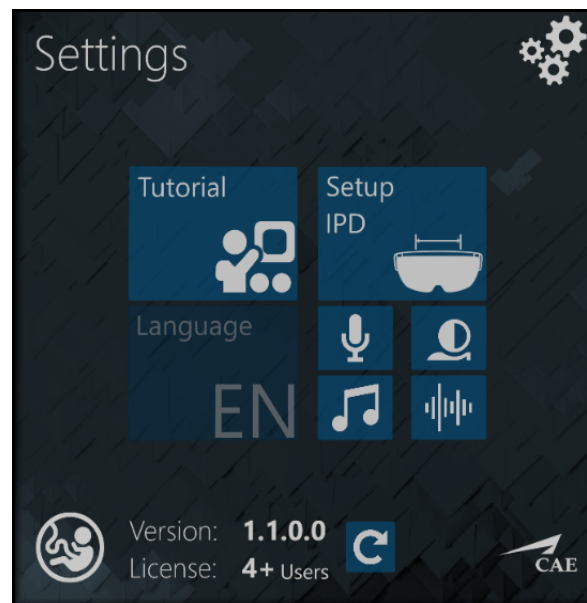 Settings
Tutorial
Setup
IPD
Language
EN
Version: 1.1.0.0
License: 4+ Users
CAE